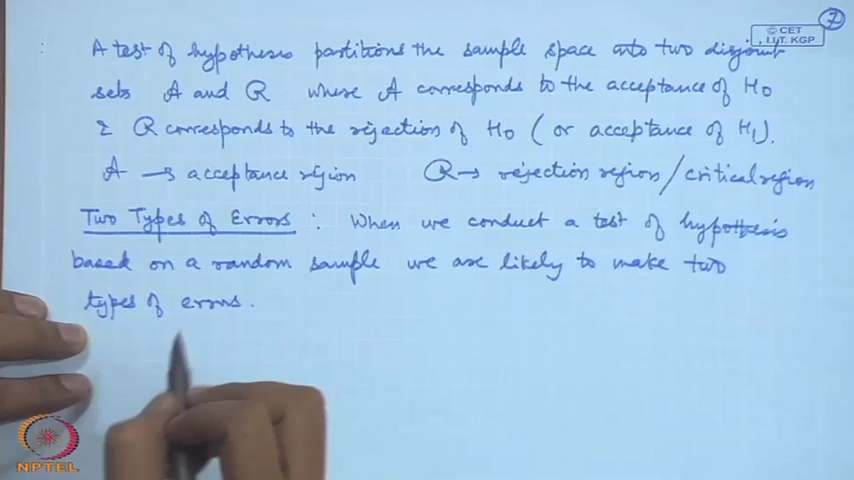 7
© CET
I.I.T. KGP
A test of hypothesis partitions the sample space into two disjoint
sets A and R where A corresponds to the acceptance of H0
& R corresponds to the rejection of H0 (or acceptance of H1).
A → acceptance region R → rejection region/critical region
Two Types of Errors : When we conduct a test of hypothesis
based on a random sample we are likely to make two
types of errors.
NPTEL